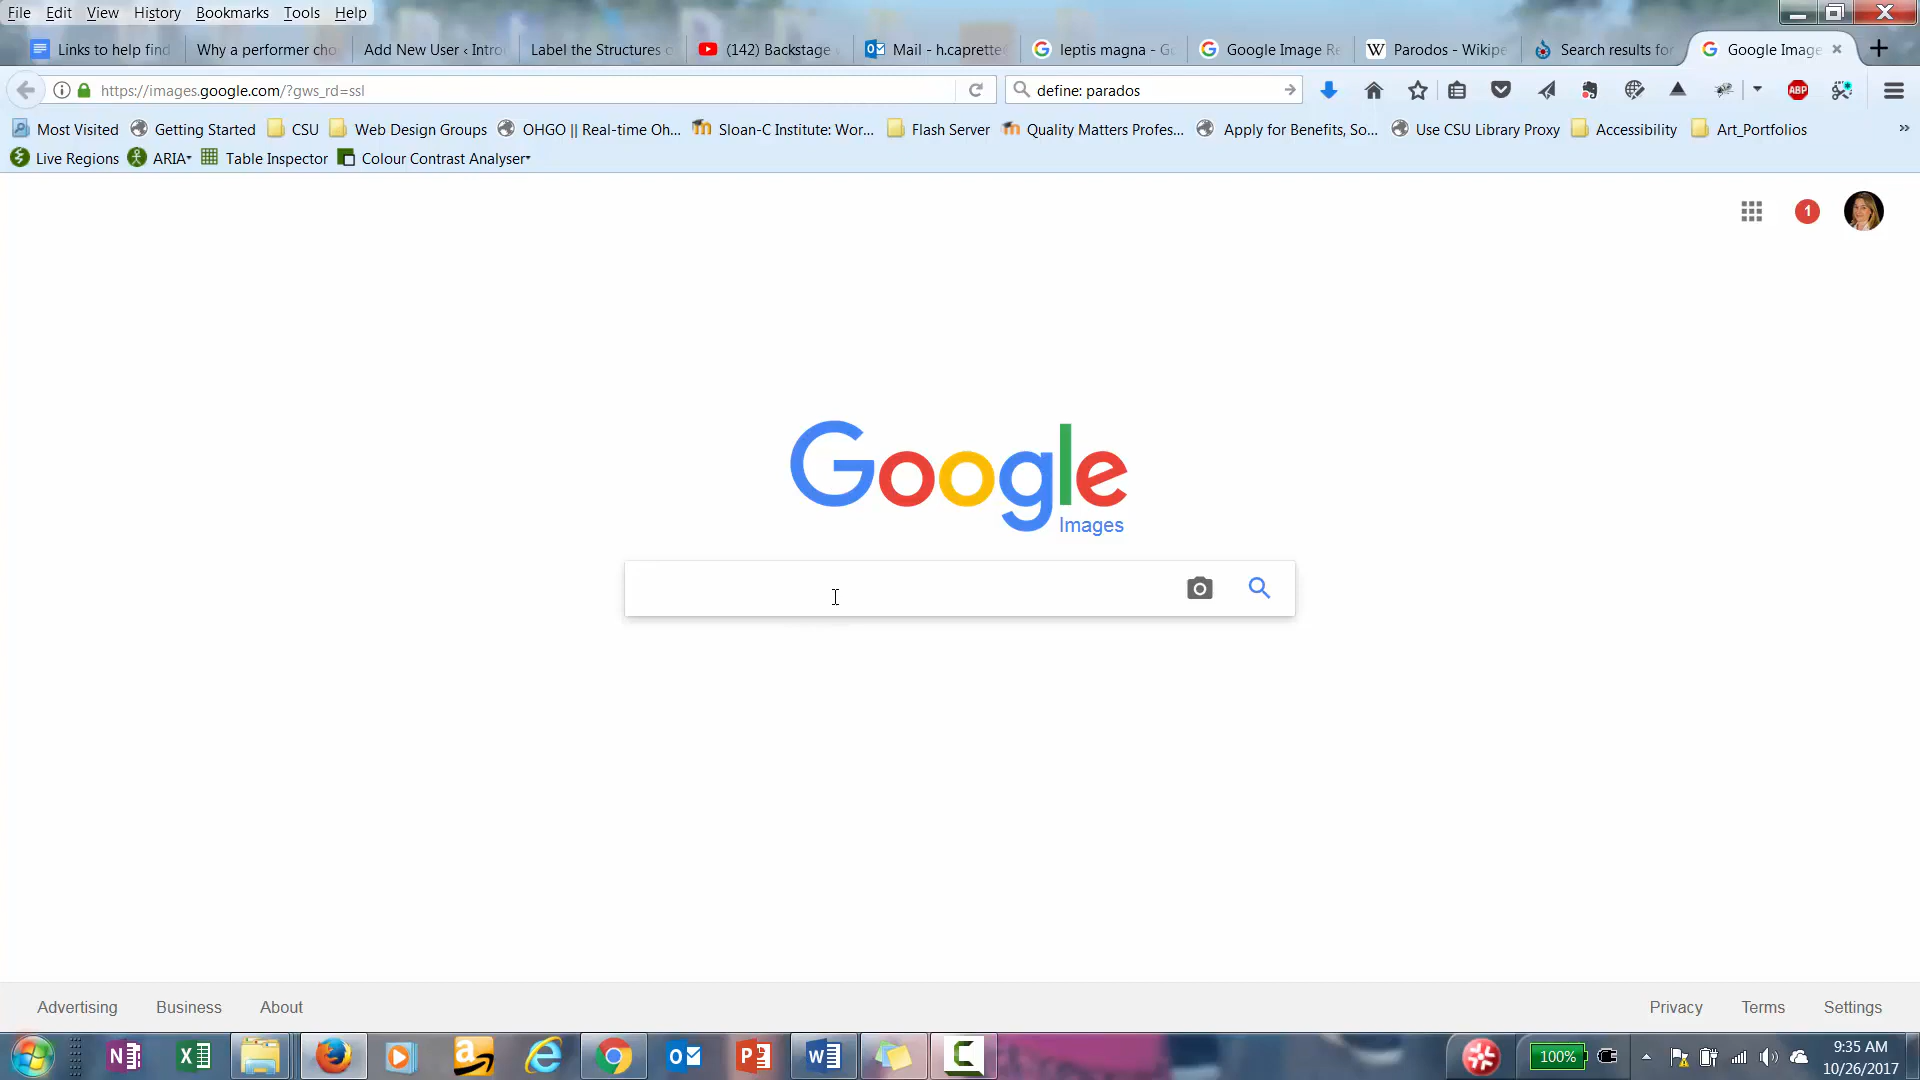 File Edit View History Bookmarks Tools Help
Links to help find Why a performer cho Add New User ‹ Intro Label the Structures o (142) Backstage Mail - h.caprette Leptis magna - Go Google Image Re Parodos - Wikipe Search results for Google Image
https://images.google.com/?gws_rd=ssl define: parados ABP
Most Visited Getting Started CSU Web Design Groups OHGO || Real-time Oh... Sloan-C Institute: Wor... Flash Server Quality Matters Profes... Apply for Benefits, So... Use CSU Library Proxy Accessibility Art_Portfolios »
Live Regions ARIA Table Inspector Colour Contrast Analyser
1
Google
Images
Advertising Business About Privacy Terms Settings
100% 9:35 AM
10/26/2017